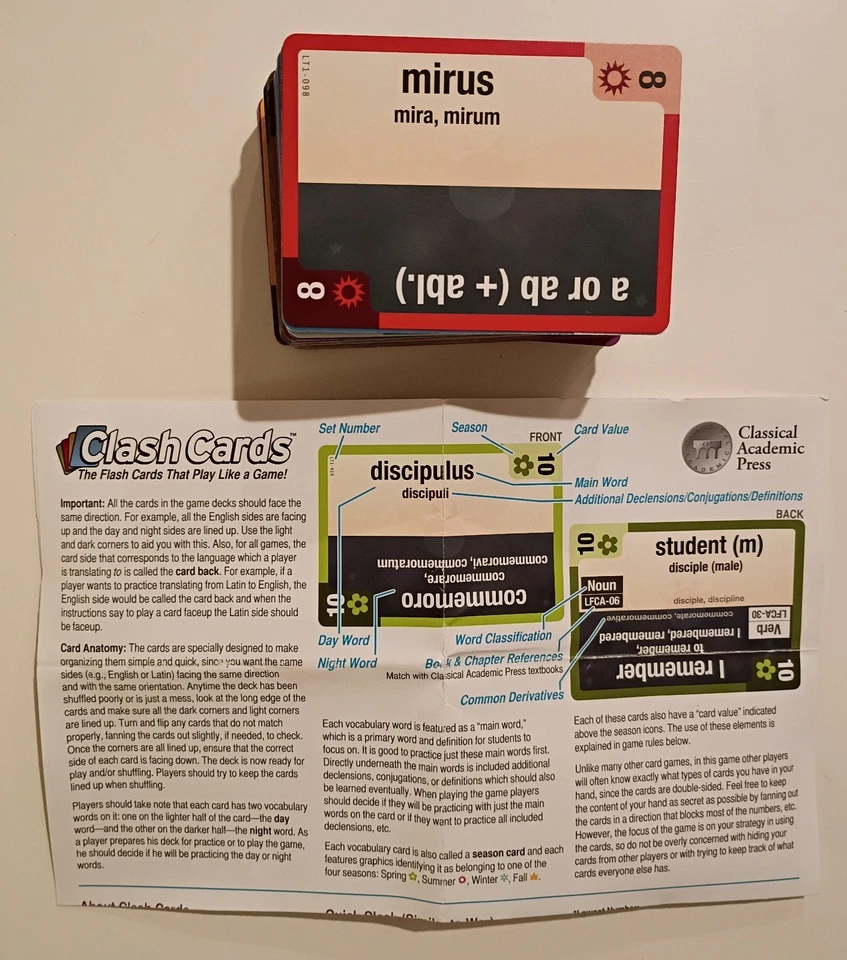 LT1-098
mirus
8
mira, mirum
a or ab (+ abl.)
8
Clash Cards™
The Flash Cards That Play Like a Game!
Important: All the cards in the game decks should face the
same direction. For example, all the English sides are facing
up and the day and night sides are lined up. Use the light
and dark corners to aid you with this. Also, for all games, the
card side that corresponds to the language which a player
is translating to is called the card back. For example, if a
player wants to practice translating from Latin to English, the
English side would be called the card back and when the
instructions say to play a card faceup the Latin side should
be faceup.
Card Anatomy: The cards are specially designed to make
organizing them simple and quick, since you want the same
sides (e.g., English or Latin) facing the same direction
and with the same orientation. Anytime the deck has been
shuffled poorly or is just a mess, look at the long edge of the
cards and make sure all the dark corners and light corners
are lined up. Turn and flip any cards that do not match
properly, fanning the cards out slightly, if needed, to check.
Once the corners are all lined up, ensure that the correct
side of each card is facing down. The deck is now ready for
play and/or shuffling. Players should try to keep the cards
lined up when shuffling.
Players should take note that each card has two vocabulary
words on it: one on the lighter half of the card—the day
word—and the other on the darker half—the night word. As
a player prepares his deck for practice or to play the game,
he should decide if he will be practicing the day or night
words.
Set Number
Season
FRONT
Card Value
discipulus
10
discipuli
Main Word
Additional Declensions/Conjugations/Definitions
commemoro
commemorare,
commemoravi, commemoratum
10
Day Word
Night Word
Word Classification
Book & Chapter References
Match with Classical Academic Press textbooks
Common Derivatives
Classical
Academic
Press
BACK
10
student (m)
disciple (male)
Noun
LFCA-06
disciple, discipline
I remember
to remember,
I remembered, remembered
commemorate, commemorative
Verb
LFCA-30
10
Each vocabulary word is featured as a "main word,"
which is a primary word and definition for students to
focus on. It is good to practice just these main words first.
Directly underneath the main words is included additional
declensions, conjugations, or definitions which should also
be learned eventually. When playing the game players
should decide if they will be practicing with just the main
words on the card or if they want to practice all included
declensions, etc.
Each vocabulary card is also called a season card and each
features graphics identifying it as belonging to one of the
four seasons: Spring, Summer, Winter, Fall.
Each of these cards also have a "card value" indicated
above the season icons. The use of these elements is
explained in game rules below.
Unlike many other card games, in this game other players
will often know exactly what types of cards you have in your
hand, since the cards are double-sided. Feel free to keep
the content of your hand as secret as possible by fanning out
the cards in a direction that blocks most of the numbers, etc.
However, the focus of the game is on your strategy in using
the cards, so do not be overly concerned with hiding your
cards from other players or with trying to keep track of what
cards everyone else has.
About Clash Cards